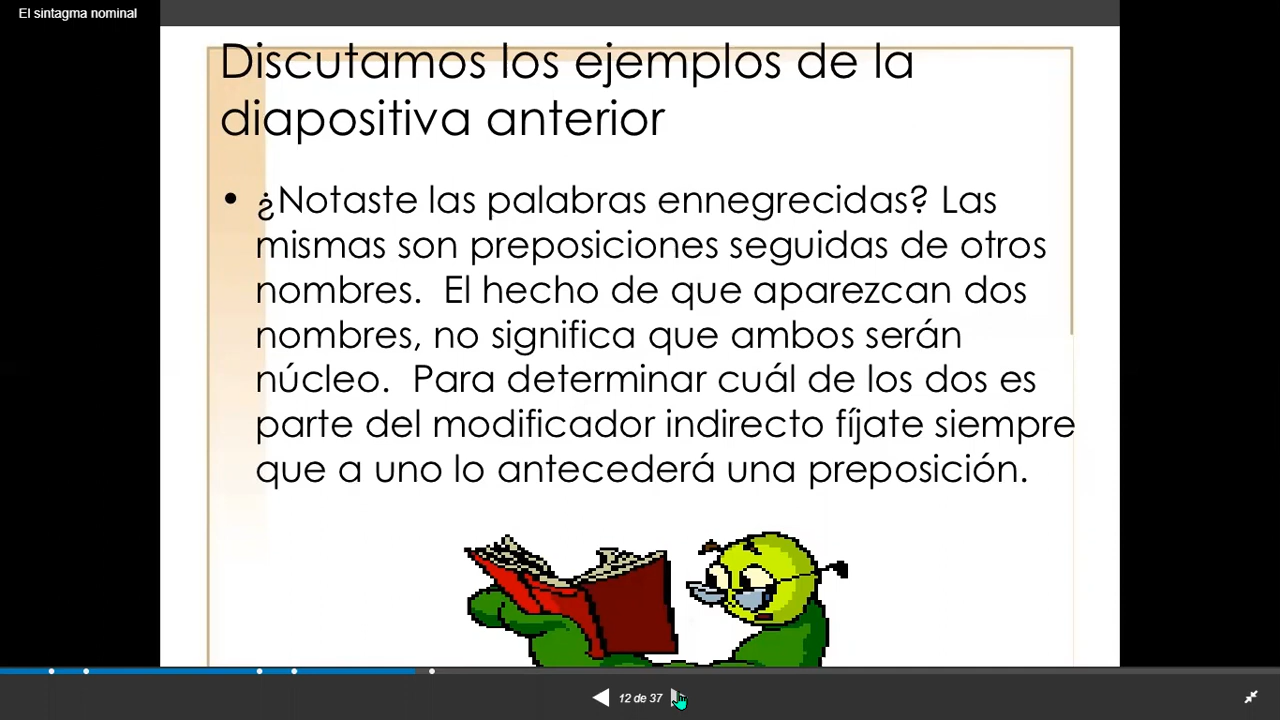 El sintagma nominal
Discutamos los ejemplos de la
diapositiva anterior
• ¿Notaste las palabras ennegrecidas? Las
mismas son preposiciones seguidas de otros
nombres. El hecho de que aparezcan dos
nombres, no significa que ambos serán
núcleo. Para determinar cuál de los dos es
parte del modificador indirecto fíjate siempre
que a uno lo antecederá una preposición.
12 de 37